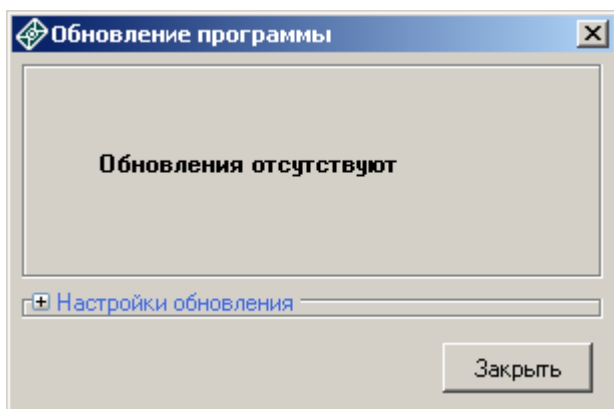 Обновление программы
Обновления отсутствуют
Настройки обновления
Закрыть